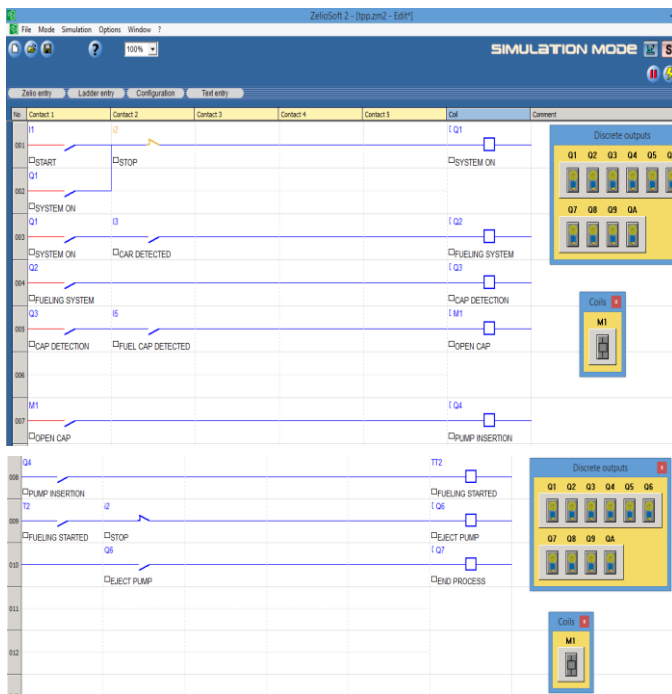 ZelioSoft 2 - [tpp.zm2 - Edit*]
File Mode Simulation Options Window ?
? 100% SIMULATION MODE S
Zelio entry Ladder entry Configuration Text entry
No Contact 1 Contact 2 Contact 3 Contact 4 Contact 5 Coil Comment
I1 i2 [ Q1
001
START STOP SYSTEM ON
Q1
002
SYSTEM ON
Q1 I3 [ Q2
003
SYSTEM ON CAR DETECTED FUELING SYSTEM
Q2 [ Q3
004
FUELING SYSTEM CAP DETECTION
Q3 I5 [ M1
005
CAP DETECTION FUEL CAP DETECTED OPEN CAP
006
M1 [ Q4
007
OPEN CAP PUMP INSERTION
Discrete outputs
Q1 Q2 Q3 Q4 Q5
Q7 Q8 Q9 QA
Coils x
M1
Q4 TT2
008
PUMP INSERTION FUELING STARTED
T2 i2 [ Q6
009
FUELING STARTED STOP EJECT PUMP
Q6 [ Q7
010
EJECT PUMP END PROCESS
011
012
Discrete outputs x
Q1 Q2 Q3 Q4 Q5 Q6
Q7 Q8 Q9 QA
Coils x
M1